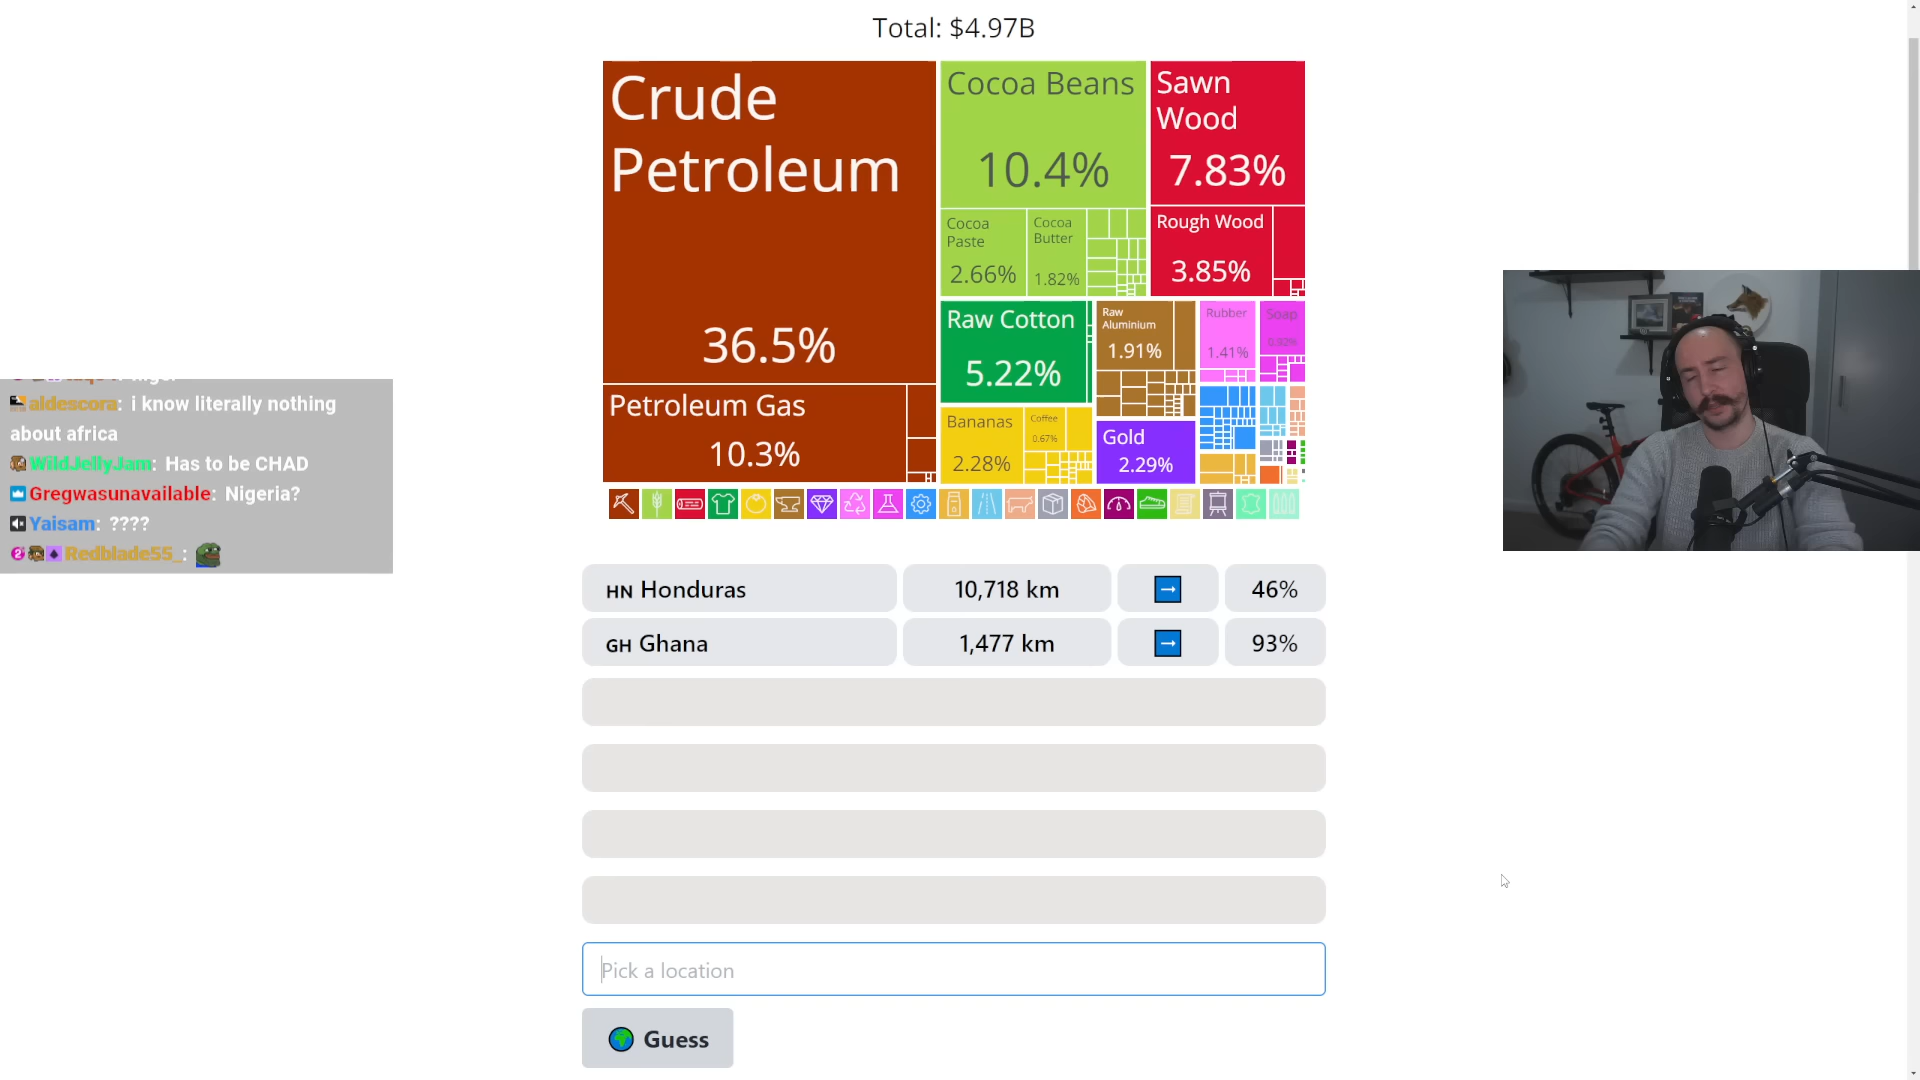 Total: $4.97B
Crude
Petroleum
36.5%
Petroleum Gas
10.3%
Cocoa Beans
10.4%
Cocoa
Paste
2.66%
Cocoa
Butter
1.82%
Sawn
Wood
7.83%
Rough Wood
3.85%
Raw Cotton
5.22%
Bananas
2.28%
Coffee
0.67%
Raw
Aluminium
1.91%
Gold
2.29%
Rubber
1.41%
Soap
aldescora: i know literally nothing
about africa
WildJellyJam: Has to be CHAD
Gregwasunavailable: Nigeria?
Yaisam: ????
Redblade55_:
HN Honduras 10,718 km 46%
GH Ghana 1,477 km 93%
Pick a location
Guess